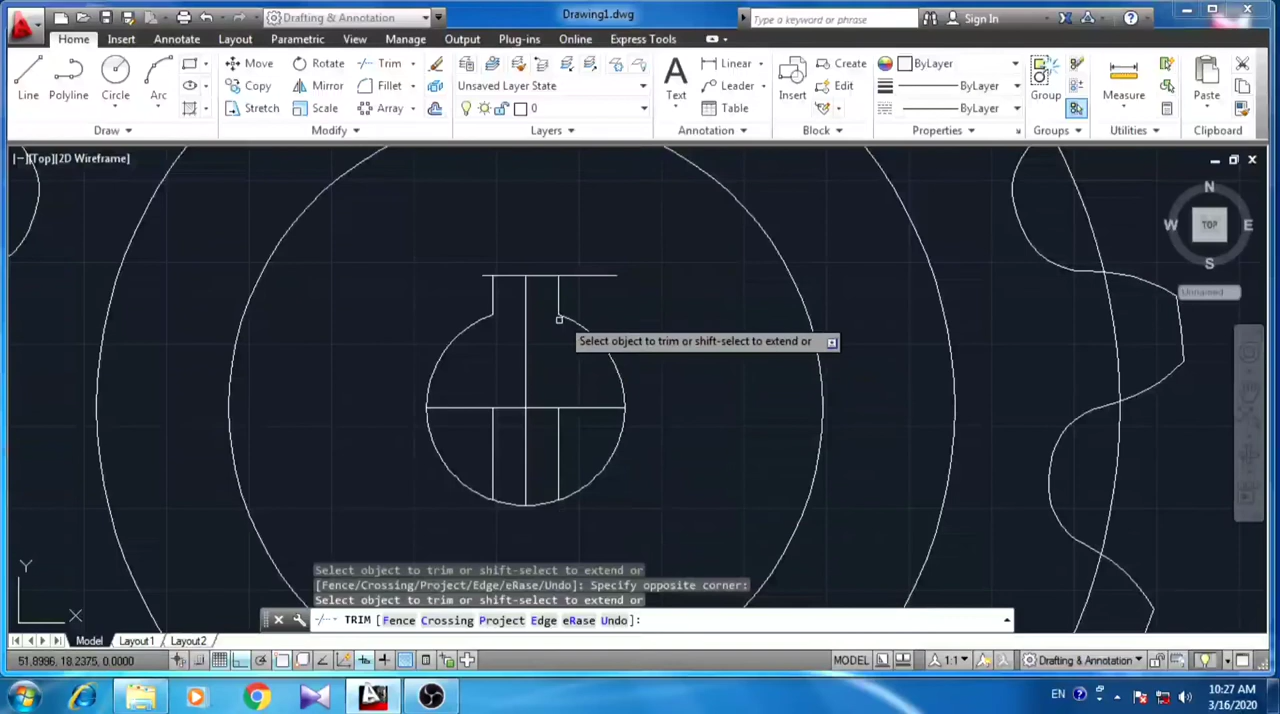 Drafting & Annotation
Drawing1.dwg
Type a keyword or phrase
Sign In
Home Insert Annotate Layout Parametric View Manage Output Plug-ins Online Express Tools
Move Rotate Trim
Copy Mirror Fillet
Stretch Scale Array
Line Polyline Circle Arc
Draw Modify
Unsaved Layer State
0
Layers
Text
Linear
Leader
Table
Annotation
Insert
Create
Edit
Block
ByLayer
ByLayer
ByLayer
Properties
Group
Groups
Measure
Utilities
Paste
Clipboard
[−][Top][2D Wireframe]
N
W TOP E
S
Unnamed
Select object to trim or shift-select to extend or
Y
X
Select object to trim or shift-select to extend or
[Fence/Crossing/Project/Edge/eRase/Undo]: Specify opposite corner:
Select object to trim or shift-select to extend or
TRIM [Fence Crossing Project Edge eRase Undo]:
Model Layout1 Layout2
51.8996, 18.2375, 0.0000
MODEL
1:1
Drafting & Annotation
EN
10:27 AM
3/16/2020